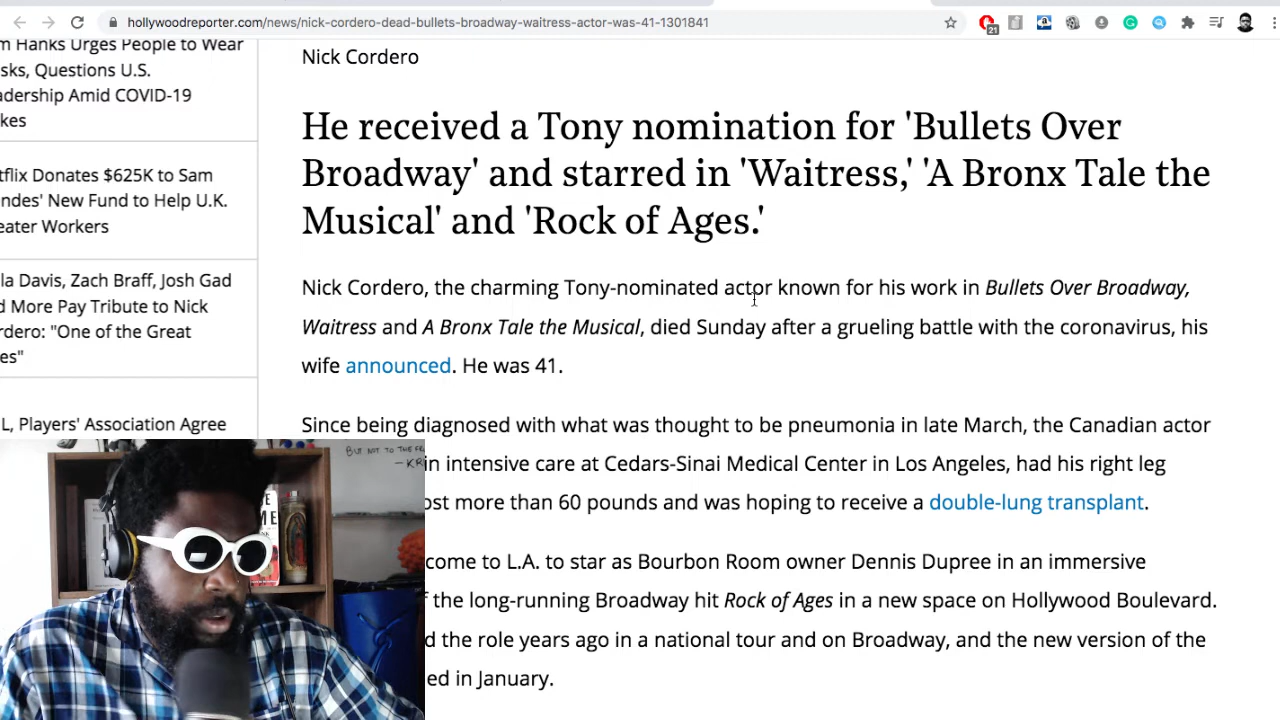 hollywoodreporter.com/news/nick-cordero-dead-bullets-broadway-waitress-actor-was-41-1301841
21
m Hanks Urges People to Wear
sks, Questions U.S.
adership Amid COVID-19
kes
tflix Donates $625K to Sam
endes' New Fund to Help U.K.
eater Workers
la Davis, Zach Braff, Josh Gad
d More Pay Tribute to Nick
rdero: "One of the Great
es"
L, Players' Association Agree
Nick Cordero
He received a Tony nomination for 'Bullets Over
Broadway' and starred in 'Waitress,' 'A Bronx Tale the
Musical' and 'Rock of Ages.'
Nick Cordero, the charming Tony-nominated actor known for his work in Bullets Over Broadway,
Waitress and A Bronx Tale the Musical, died Sunday after a grueling battle with the coronavirus, his
wife announced. He was 41.
Since being diagnosed with what was thought to be pneumonia in late March, the Canadian actor
in intensive care at Cedars-Sinai Medical Center in Los Angeles, had his right leg
ost more than 60 pounds and was hoping to receive a double-lung transplant.
come to L.A. to star as Bourbon Room owner Dennis Dupree in an immersive
f the long-running Broadway hit Rock of Ages in a new space on Hollywood Boulevard.
d the role years ago in a national tour and on Broadway, and the new version of the
ed in January.
BUT NOT TO THE